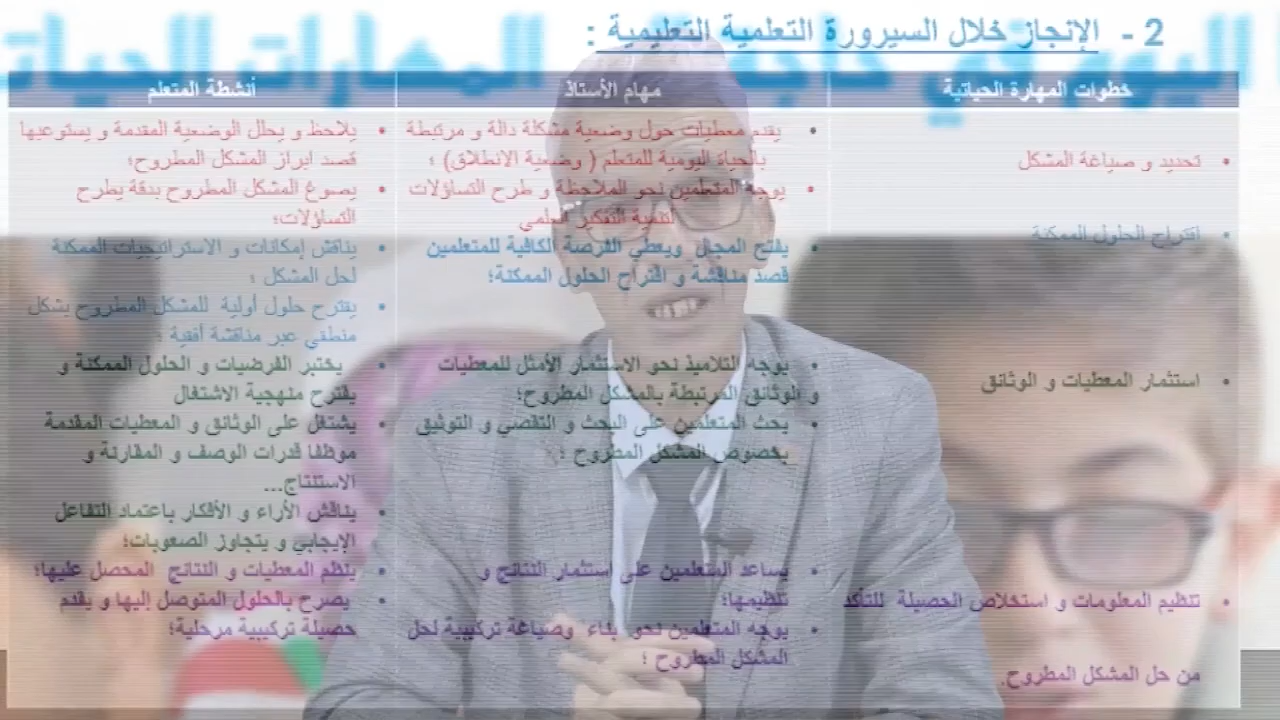 2 - الإنجاز خلال السيرورة التعلمية التعليمية :
اليوم في حاجة المهارات الحياتي
خطوات المهارة الحياتية
تحديد و صياغة المشكل
اقتراح الحلول الممكنة
استثمار المعطيات و الوثائق
تنظيم المعلومات و استخلاص الحصيلة للتأكد
من حل المشكل المطروح.
مهام الأستاذ
يقدم معطيات حول وضعية مشكلة دالة و مرتبطة
بالحياة اليومية للمتعلم ( وضعية الانطلاق) ؛
يوجه المتعلمين نحو الملاحظة و طرح التساؤلات
لتنمية التفكير العلمي
يفتح المجال ويعطي الفرصة الكافية للمتعلمين
قصد مناقشة و اقتراح الحلول الممكنة؛
يوجه التلاميذ نحو الاستثمار الأمثل للمعطيات
و الوثائق المرتبطة بالمشكل المطروح؛
يحث المتعلمين على البحث و التقصي و التوثيق
بخصوص المشكل المطروح ؛
يساعد المتعلمين على استثمار النتائج و
تنظيمها؛
يوجه المتعلمين نحو بناء وصياغة تركيبية لحل
المشكل المطروح ؛
أنشطة المتعلم
يلاحظ و يحلل الوضعية المقدمة و يستوعبها
قصد ابراز المشكل المطروح؛
يصوغ المشكل المطروح بدقة يطرح
التساؤلات؛
يناقش إمكانات و الاستراتيجيات الممكنة
لحل المشكل ؛
يقترح حلول أولية للمشكل المطروح بشكل
منطقي عبر مناقشة أفقية ؛
يختبر الفرضيات و الحلول الممكنة و
يقترح منهجية الاشتغال
يشتغل على الوثائق و المعطيات المقدمة
موظفا قدرات الوصف و المقارنة و
الاستنتاج...
يناقش الأراء و الأفكار باعتماد التفاعل
الإيجابي و يتجاوز الصعوبات؛
ينظم المعطيات و النتائج المحصل عليها؛
يصرح بالحلول المتوصل إليها و يقدم
حصيلة تركيبية مرحلية؛